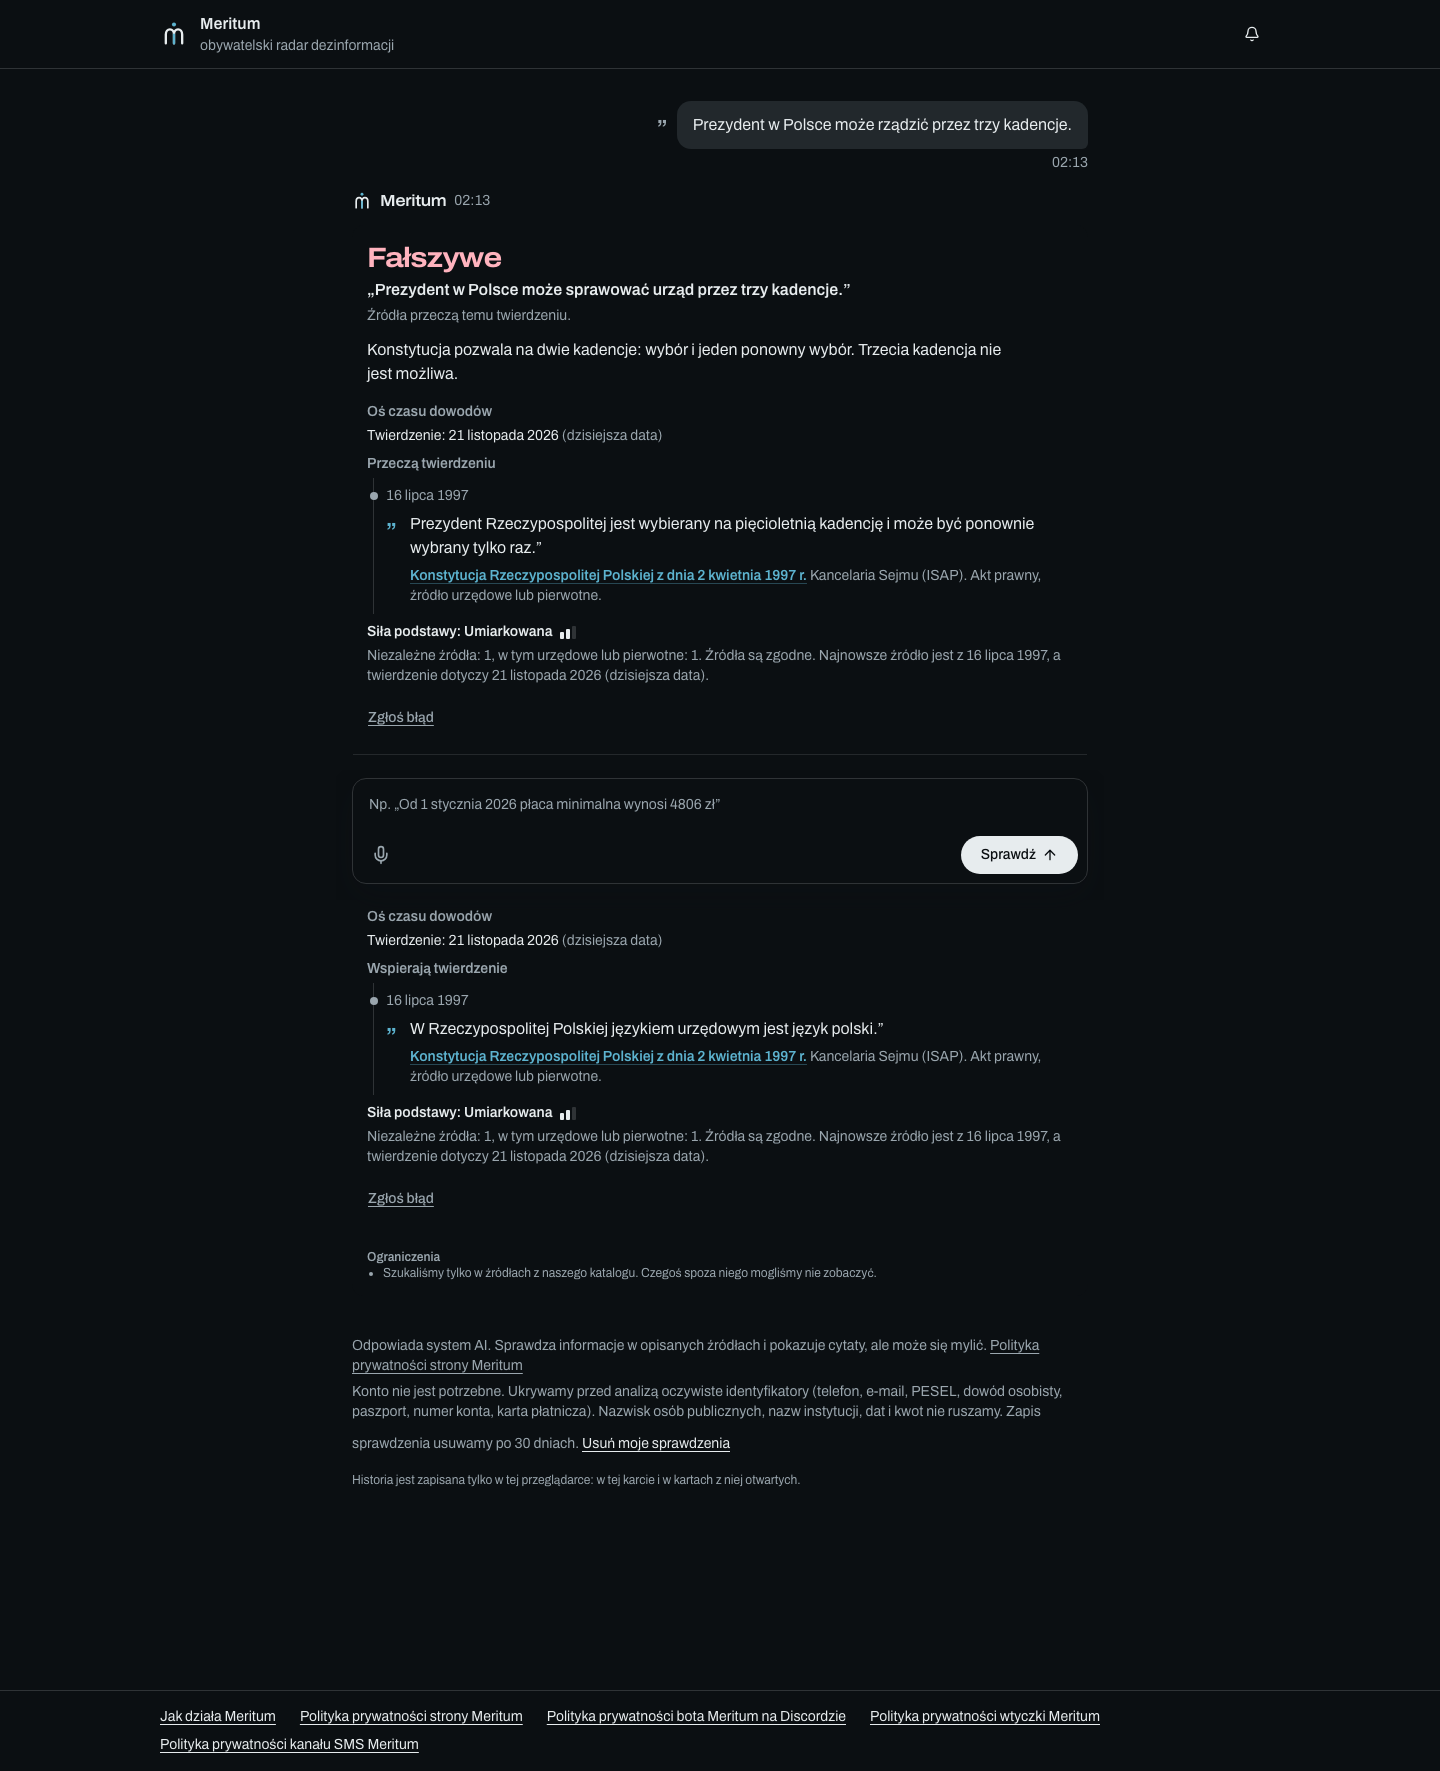 Meritum
obywatelski radar dezinformacji
” Prezydent w Polsce może rządzić przez trzy kadencje.
02:13
Meritum 02:13
Fałszywe
„Prezydent w Polsce może sprawować urząd przez trzy kadencje.”
Źródła przeczą temu twierdzeniu.
Konstytucja pozwala na dwie kadencje: wybór i jeden ponowny wybór. Trzecia kadencja nie
jest możliwa.
Oś czasu dowodów
Twierdzenie: 21 listopada 2026 (dzisiejsza data)
Przeczą twierdzeniu
16 lipca 1997
” Prezydent Rzeczypospolitej jest wybierany na pięcioletnią kadencję i może być ponownie
wybrany tylko raz.”
Konstytucja Rzeczypospolitej Polskiej z dnia 2 kwietnia 1997 r. Kancelaria Sejmu (ISAP). Akt prawny,
źródło urzędowe lub pierwotne.
Siła podstawy: Umiarkowana
Niezależne źródła: 1, w tym urzędowe lub pierwotne: 1. Źródła są zgodne. Najnowsze źródło jest z 16 lipca 1997, a
twierdzenie dotyczy 21 listopada 2026 (dzisiejsza data).
Zgłoś błąd
Np. „Od 1 stycznia 2026 płaca minimalna wynosi 4806 zł”
Sprawdź
Oś czasu dowodów
Twierdzenie: 21 listopada 2026 (dzisiejsza data)
Wspierają twierdzenie
16 lipca 1997
” W Rzeczypospolitej Polskiej językiem urzędowym jest język polski.”
Konstytucja Rzeczypospolitej Polskiej z dnia 2 kwietnia 1997 r. Kancelaria Sejmu (ISAP). Akt prawny,
źródło urzędowe lub pierwotne.
Siła podstawy: Umiarkowana
Niezależne źródła: 1, w tym urzędowe lub pierwotne: 1. Źródła są zgodne. Najnowsze źródło jest z 16 lipca 1997, a
twierdzenie dotyczy 21 listopada 2026 (dzisiejsza data).
Zgłoś błąd
Ograniczenia
• Szukaliśmy tylko w źródłach z naszego katalogu. Czegoś spoza niego mogliśmy nie zobaczyć.
Odpowiada system AI. Sprawdza informacje w opisanych źródłach i pokazuje cytaty, ale może się mylić. Polityka
prywatności strony Meritum
Konto nie jest potrzebne. Ukrywamy przed analizą oczywiste identyfikatory (telefon, e-mail, PESEL, dowód osobisty,
paszport, numer konta, karta płatnicza). Nazwisk osób publicznych, nazw instytucji, dat i kwot nie ruszamy. Zapis
sprawdzenia usuwamy po 30 dniach. Usuń moje sprawdzenia
Historia jest zapisana tylko w tej przeglądarce: w tej karcie i w kartach z niej otwartych.
Jak działa Meritum Polityka prywatności strony Meritum Polityka prywatności bota Meritum na Discordzie Polityka prywatności wtyczki Meritum
Polityka prywatności kanału SMS Meritum